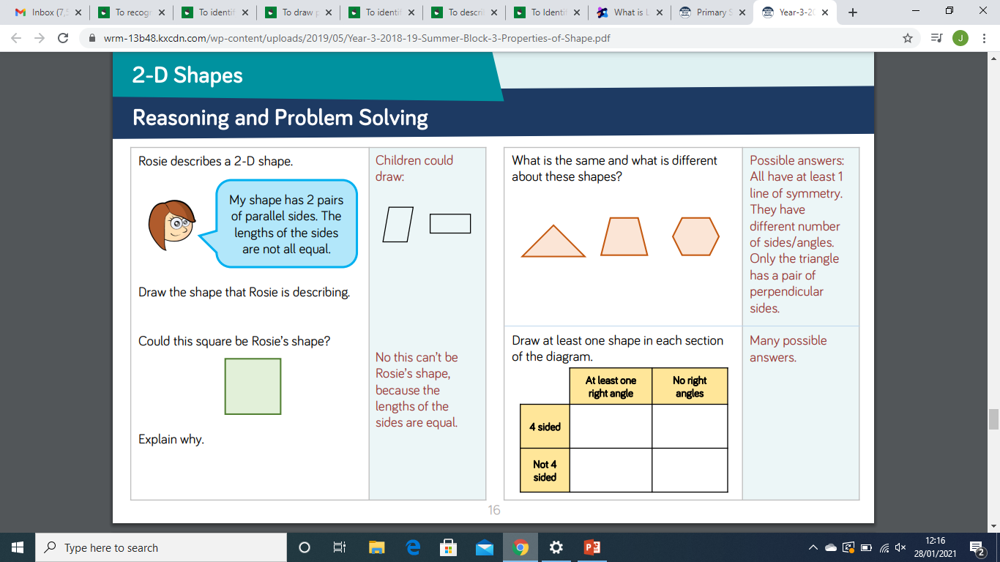 Inbox (7,
To recogn
To identif
To draw p
To identif
To descri
To Identif
What is L
Primary S
Year-3-20
wrm-13b48.kxcdn.com/wp-content/uploads/2019/05/Year-3-2018-19-Summer-Block-3-Properties-of-Shape.pdf
J
2-D Shapes
Reasoning and Problem Solving
Rosie describes a 2-D shape.
My shape has 2 pairs
of parallel sides. The
lengths of the sides
are not all equal.
Draw the shape that Rosie is describing.
Could this square be Rosie's shape?
Explain why.
Children could
draw:
No this can't be
Rosie's shape,
because the
lengths of the
sides are equal.
What is the same and what is different
about these shapes?
Possible answers:
All have at least 1
line of symmetry.
They have
different number
of sides/angles.
Only the triangle
has a pair of
perpendicular
sides.
Draw at least one shape in each section
of the diagram.
At least one
right angle
No right
angles
4 sided
Not 4
sided
Many possible
answers.
16
Type here to search
12:16
28/01/2021
2